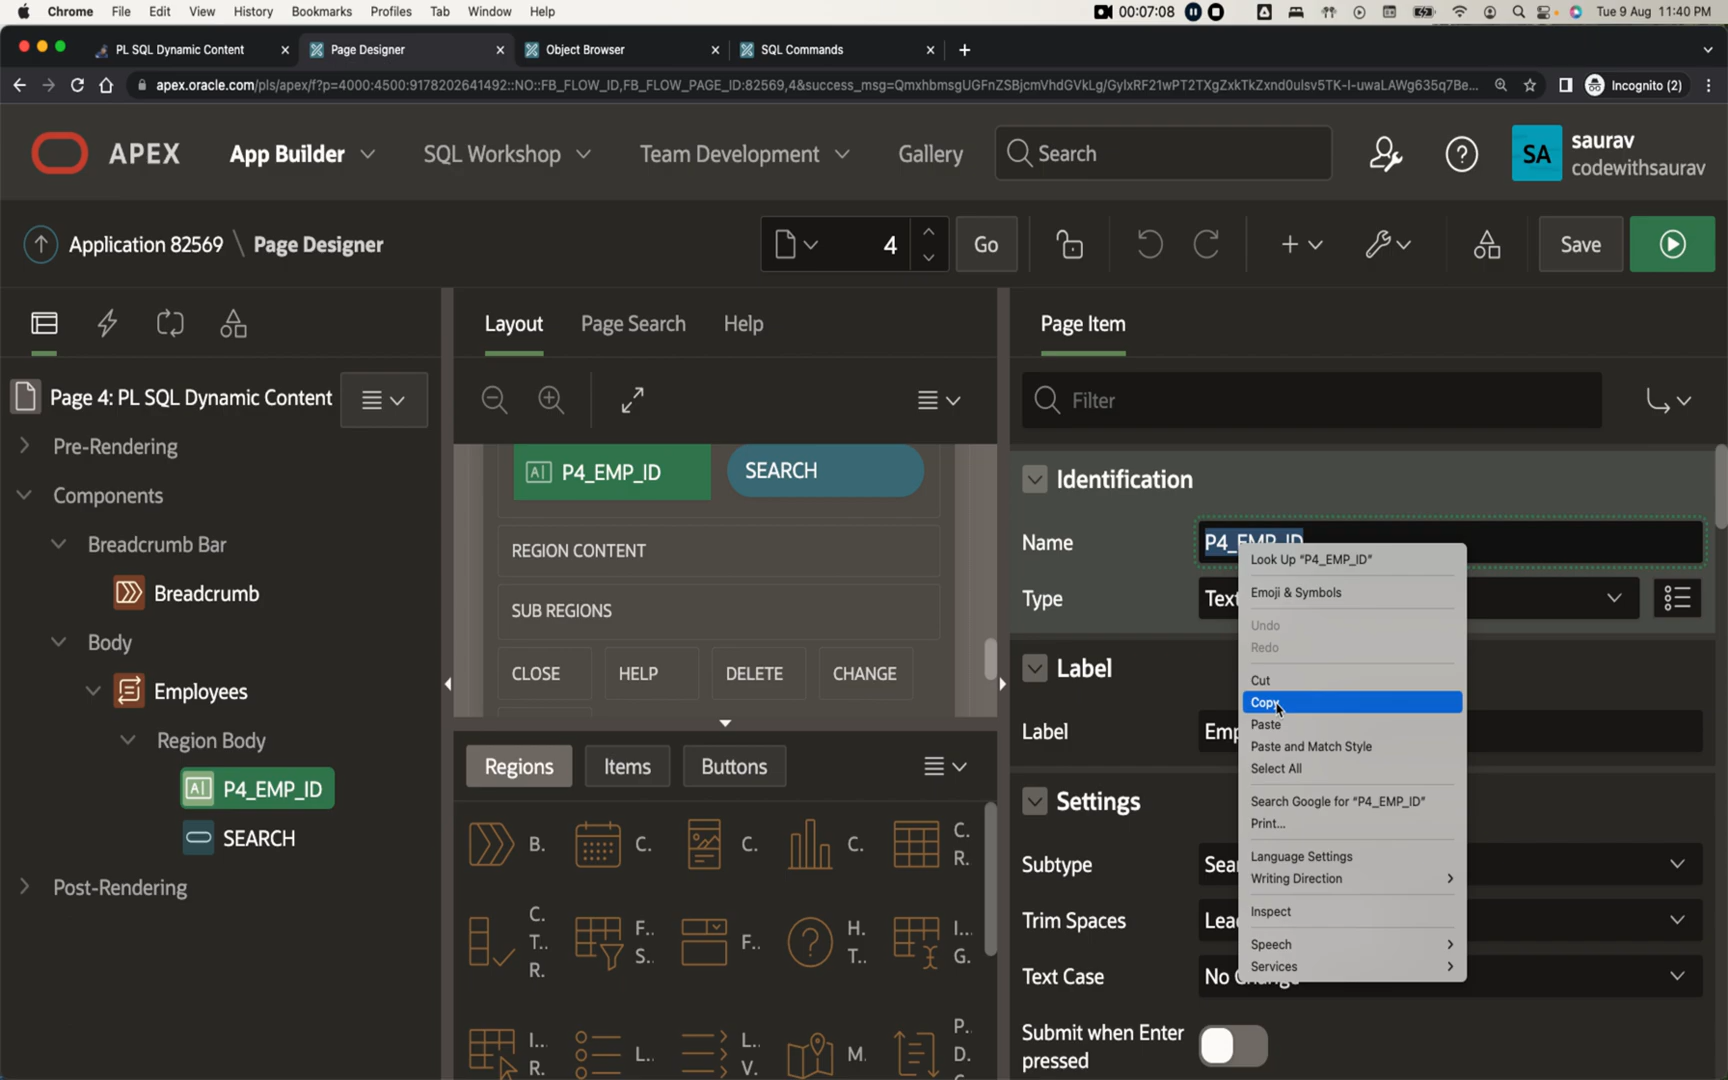 Chrome File Edit View History Bookmarks Profiles Tab Window Help 00:07:08 Tue 9 Aug 11:40 PM
PL SQL Dynamic Content Page Designer Object Browser SQL Commands
apex.oracle.com/pls/apex/f?p=4000:4500:9178202641492::NO::FB_FLOW_ID,FB_FLOW_PAGE_ID:82569,4&success_msg=QmxhbmsgUGFnZSBjcmVhdGVkLg/GylxRF21wPT2TXgZxkTkZxnd0ulsv5TK-I-uwaLAWg635q7Be... Incognito (2)
APEX App Builder SQL Workshop Team Development Gallery Search SA saurav
codewithsaurav
Application 82569 \ Page Designer 4 Go Save
Layout Page Search Help Page Item
Page 4: PL SQL Dynamic Content
Filter
Pre-Rendering
Components
Breadcrumb Bar
Breadcrumb
Body
Employees
Region Body
P4_EMP_ID
SEARCH
Post-Rendering
P4_EMP_ID SEARCH
REGION CONTENT
SUB REGIONS
CLOSE HELP DELETE CHANGE
Regions Items Buttons
B. C. C. C. C.
R.
C.
T..
R.
F..
S..
F..
H.
T..
I...
G.
I...
R.
L..
L..
V.
M.
P.
D.
C
Identification
Name P4_EMP_ID
Type Text
Label
Label Emp
Settings
Subtype Sear
Trim Spaces Lea
Text Case No Change
Submit when Enter
pressed
Look Up “P4_EMP_ID”
Emoji & Symbols
Undo
Redo
Cut
Copy
Paste
Paste and Match Style
Select All
Search Google for “P4_EMP_ID”
Print...
Language Settings
Writing Direction
Inspect
Speech
Services